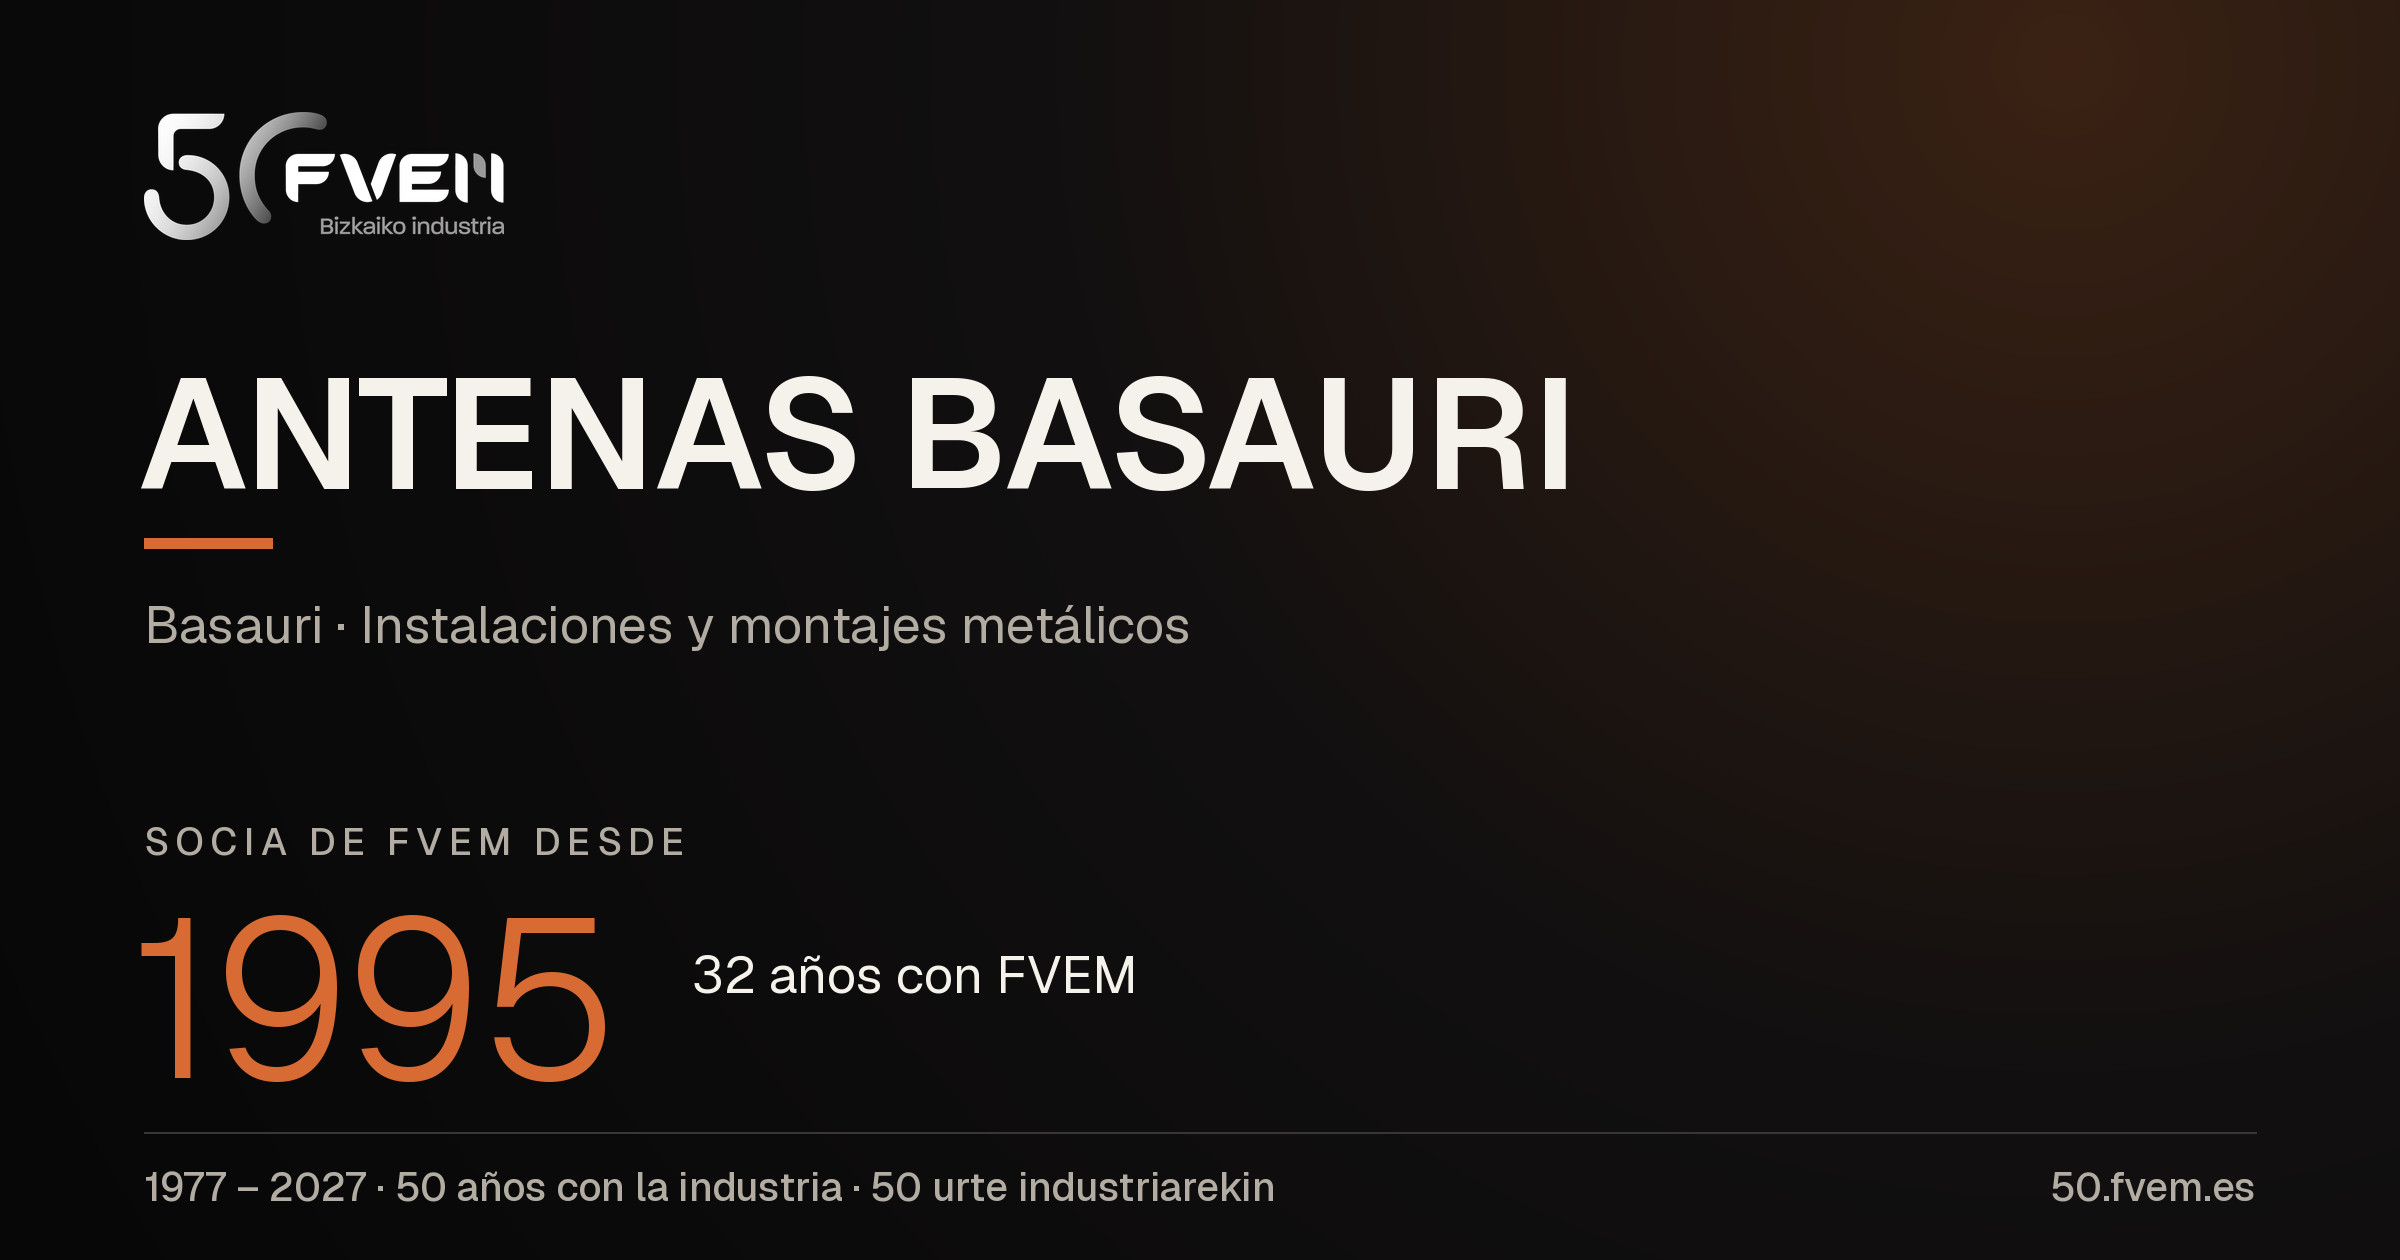 50 FVEM
Bizkaiko industria
ANTENAS BASAURI
Basauri · Instalaciones y montajes metálicos
SOCIA DE FVEM DESDE
1995
32 años con FVEM
1977 – 2027 · 50 años con la industria · 50 urte industriarekin
50.fvem.es